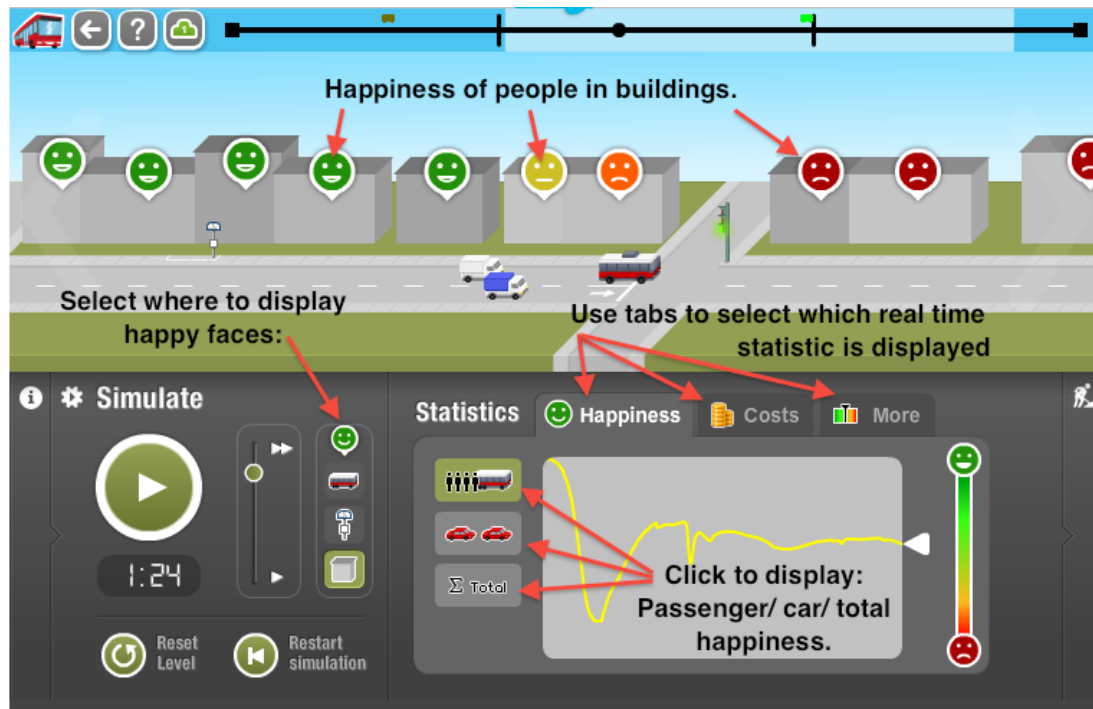 ?
1
Happiness of people in buildings.
Select where to display
happy faces:
Use tabs to select which real time
statistic is displayed
i
Simulate
Statistics
Happiness
Costs
More
1:24
Σ Total
Click to display:
Passenger/ car/ total
happiness.
Reset
Level
Restart
simulation